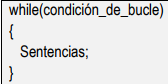 while(condición_de_bucle)
{
Sentencias;
}